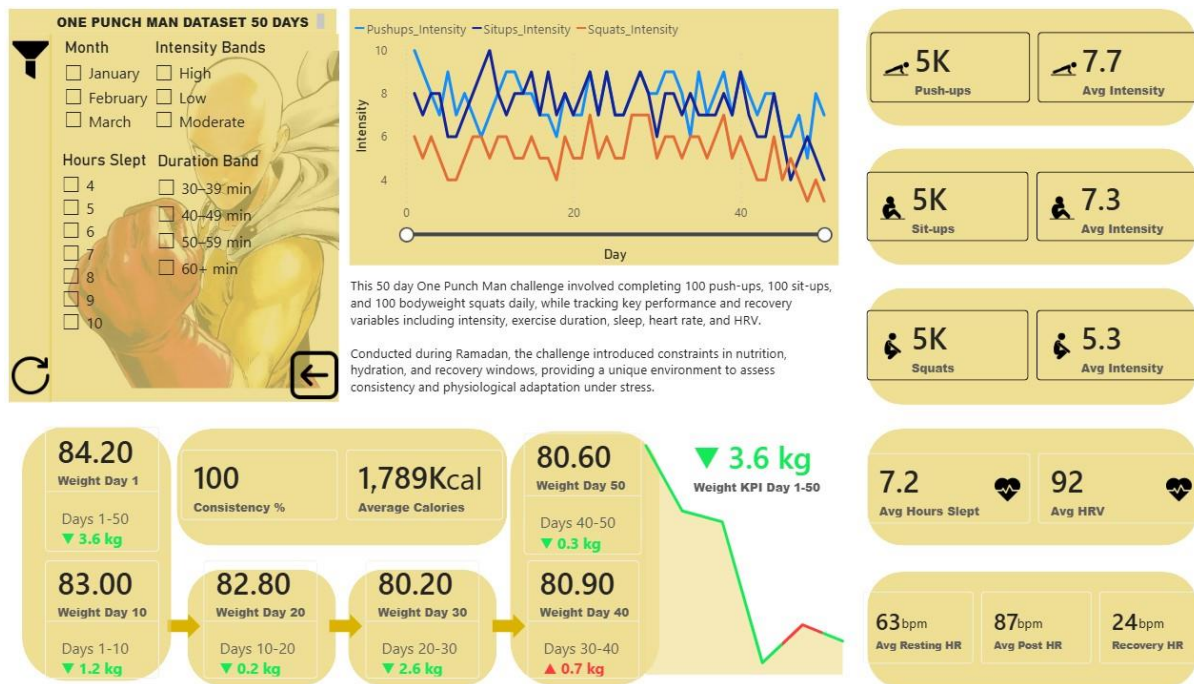 ONE PUNCH MAN DATASET 50 DAYS
Month
January
February
March
Intensity Bands
High
Low
Moderate
Hours Slept
4
5
6
7
8
9
10
Duration Band
30–39 min
40–49 min
50–59 min
60+ min
Pushups_Intensity Situps_Intensity Squats_Intensity
Intensity
10
8
6
4
0 20 40
Day
This 50 day One Punch Man challenge involved completing 100 push-ups, 100 sit-ups,
and 100 bodyweight squats daily, while tracking key performance and recovery
variables including intensity, exercise duration, sleep, heart rate, and HRV.
Conducted during Ramadan, the challenge introduced constraints in nutrition,
hydration, and recovery windows, providing a unique environment to assess
consistency and physiological adaptation under stress.
5K
Push-ups
7.7
Avg Intensity
5K
Sit-ups
7.3
Avg Intensity
5K
Squats
5.3
Avg Intensity
84.20
Weight Day 1
Days 1-50
▼ 3.6 kg
100
Consistency %
1,789Kcal
Average Calories
80.60
Weight Day 50
Days 40-50
▼ 0.3 kg
▼ 3.6 kg
Weight KPI Day 1-50
83.00
Weight Day 10
Days 1-10
▼ 1.2 kg
82.80
Weight Day 20
Days 10-20
▼ 0.2 kg
80.20
Weight Day 30
Days 20-30
▼ 2.6 kg
80.90
Weight Day 40
Days 30-40
▲ 0.7 kg
7.2
Avg Hours Slept
92
Avg HRV
63bpm
Avg Resting HR
87bpm
Avg Post HR
24bpm
Recovery HR